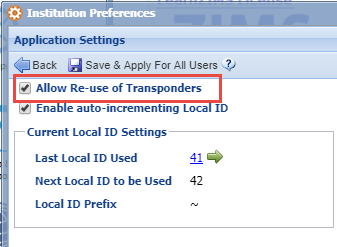 Institution Preferences
Application Settings
Back Save & Apply For All Users
Allow Re-use of Transponders
Enable auto-incrementing Local ID
Current Local ID Settings
Last Local ID Used 41
Next Local ID to be Used 42
Local ID Prefix ~